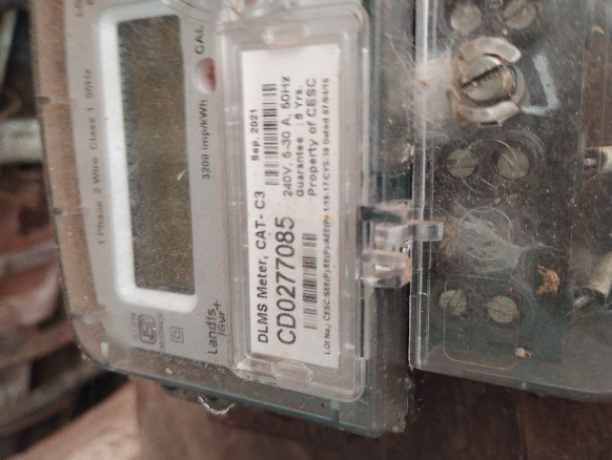 1 Phase 2 Wire Class 1 50Hz
3200 imp/kWh
CAL
Landis
Gyr+
DLMS Meter, CAT- C3
Sep. 2021
CD0277085
240V, 5-30 A, 50Hz
Guarantee : 5 Yrs.
Property of CESC